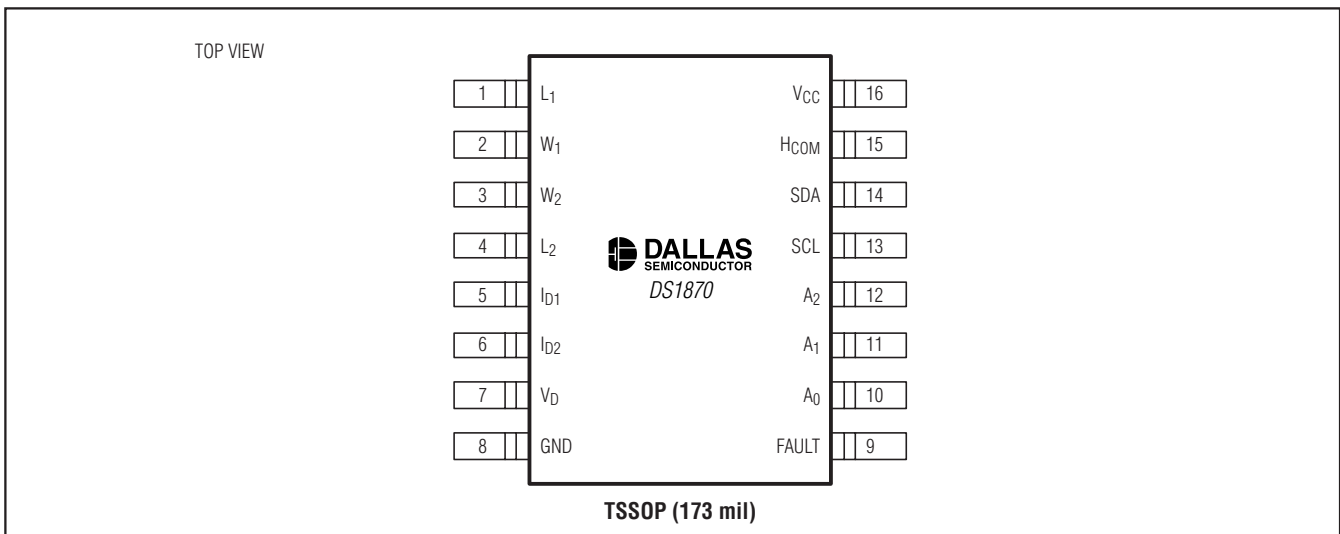 TOP VIEW
1 L1 VCC 16
2 W1 HCOM 15
3 W2 SDA 14
4 L2 SCL 13
DALLAS
SEMICONDUCTOR
DS1870
5 ID1 A2 12
6 ID2 A1 11
7 VD A0 10
8 GND FAULT 9
TSSOP (173 mil)